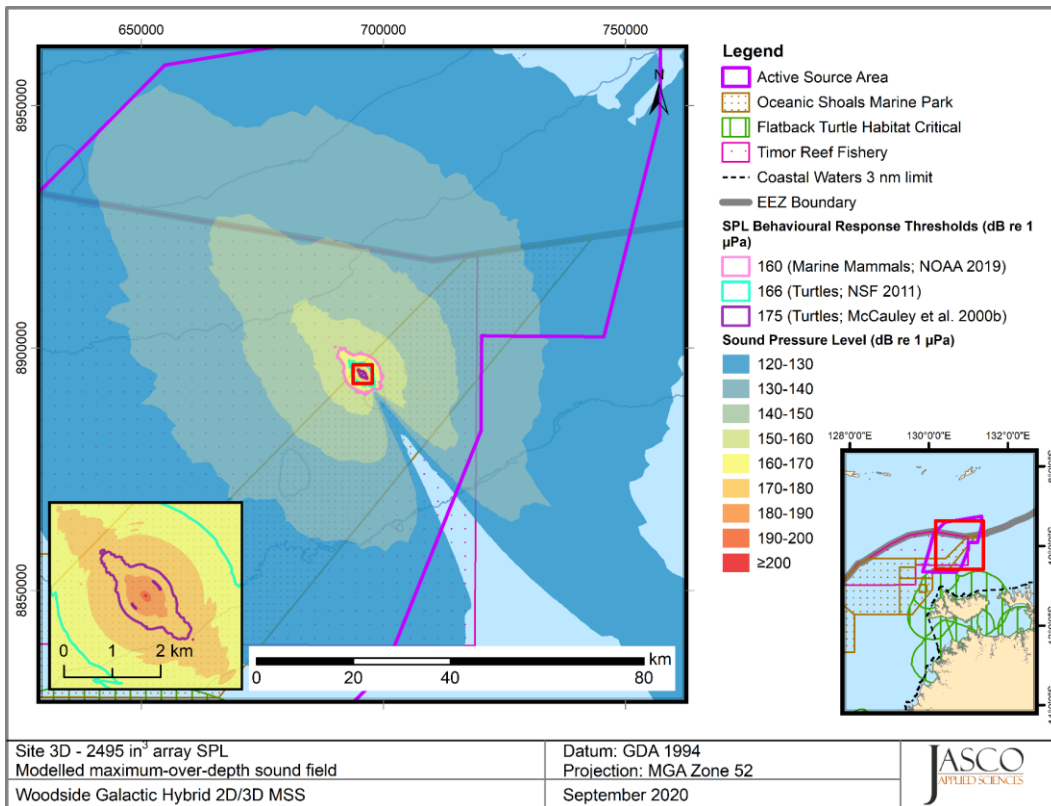 650000
700000
750000
8950000
8900000
8850000
N
0 1 2 km
km
0 20 40 80
Legend
Active Source Area
Oceanic Shoals Marine Park
Flatback Turtle Habitat Critical
Timor Reef Fishery
Coastal Waters 3 nm limit
EEZ Boundary
SPL Behavioural Response Thresholds (dB re 1
µPa)
160 (Marine Mammals; NOAA 2019)
166 (Turtles; NSF 2011)
175 (Turtles; McCauley et al. 2000b)
Sound Pressure Level (dB re 1 µPa)
120-130
130-140
140-150
150-160
160-170
170-180
180-190
190-200
≥200
128°0'0"E
130°0'0"E
132°0'0"E
Site 3D - 2495 in³ array SPL
Modelled maximum-over-depth sound field
Woodside Galactic Hybrid 2D/3D MSS
Datum: GDA 1994
Projection: MGA Zone 52
September 2020
JASCO
APPLIED SCIENCES